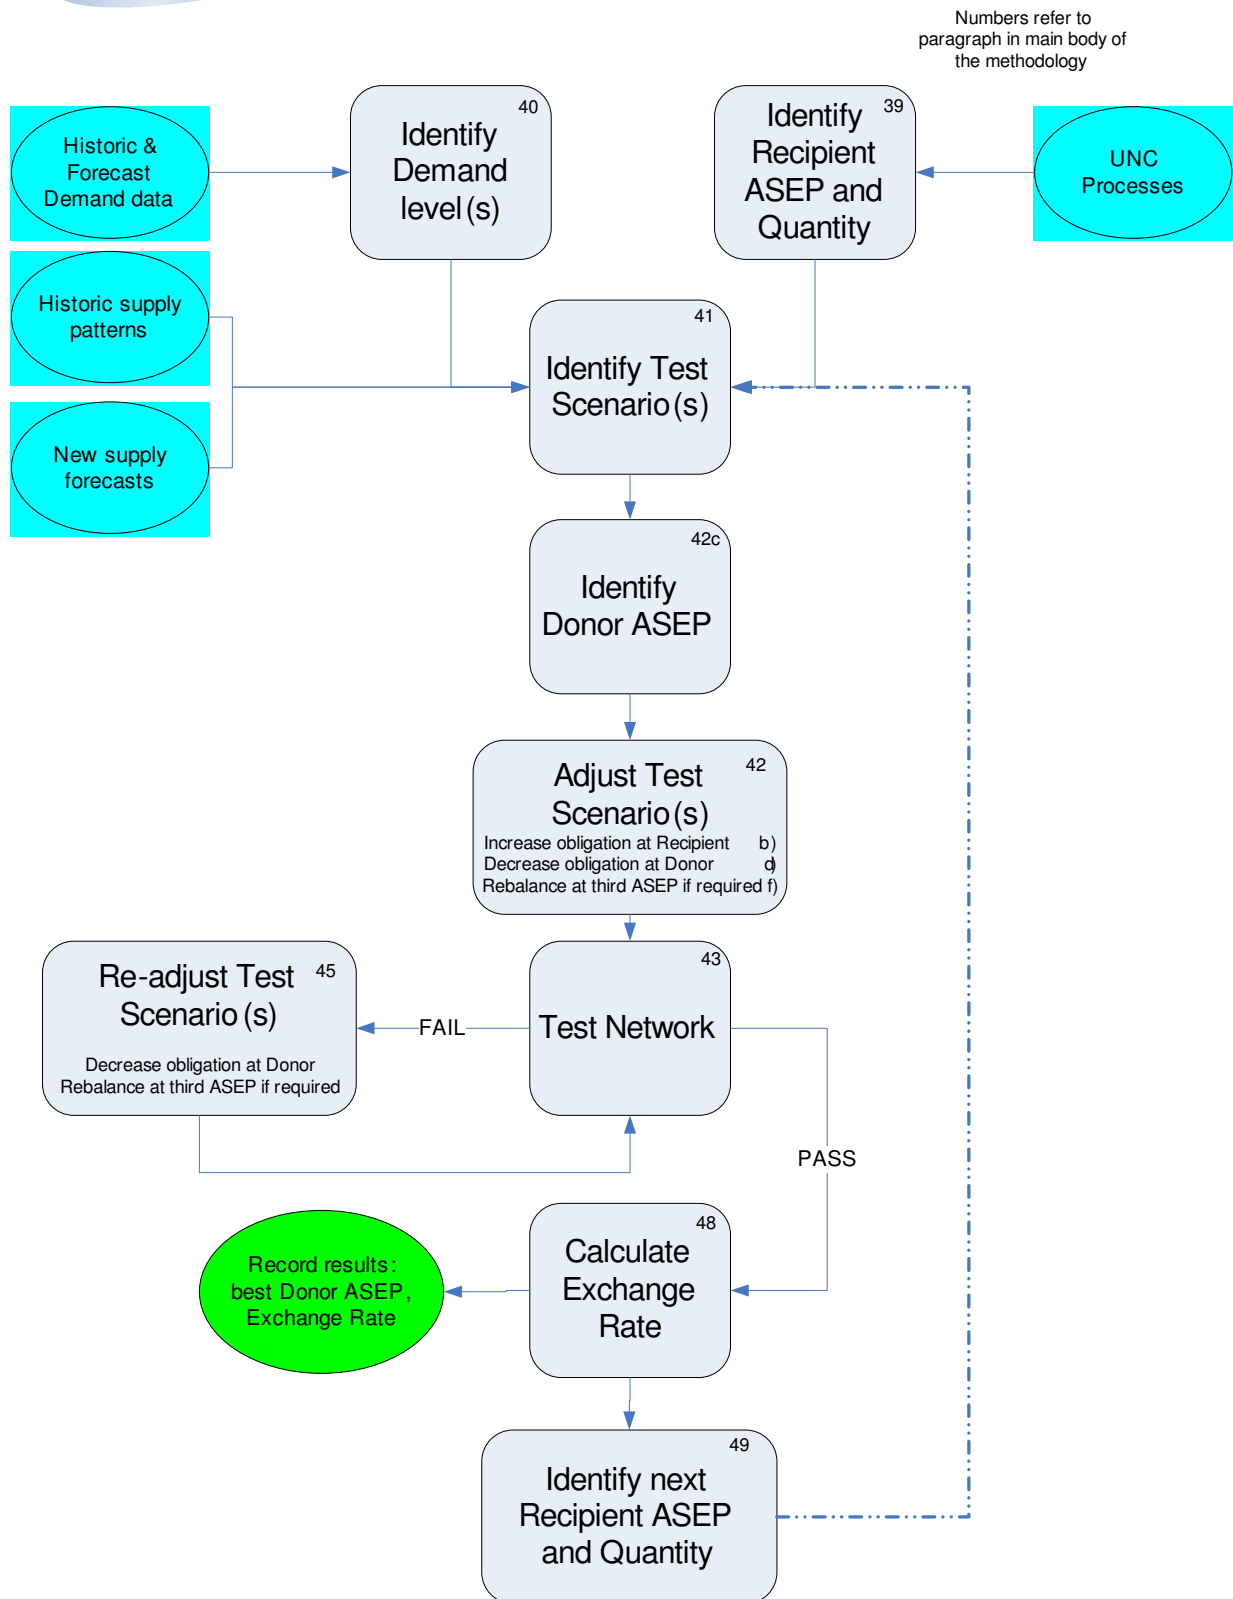 Numbers refer to
paragraph in main body of
the methodology
Historic &
Forecast
Demand data
40
Identify
Demand
level(s)
39
Identify
Recipient
ASEP and
Quantity
UNC
Processes
Historic supply
patterns
New supply
forecasts
41
Identify Test
Scenario(s)
42c
Identify
Donor ASEP
Adjust Test 42
Scenario(s)
Increase obligation at Recipient b)
Decrease obligation at Donor d)
Rebalance at third ASEP if required f)
Re-adjust Test 45
Scenario(s)
Decrease obligation at Donor
Rebalance at third ASEP if required
FAIL
43
Test Network
PASS
Record results:
best Donor ASEP,
Exchange Rate
48
Calculate
Exchange
Rate
49
Identify next
Recipient ASEP
and Quantity